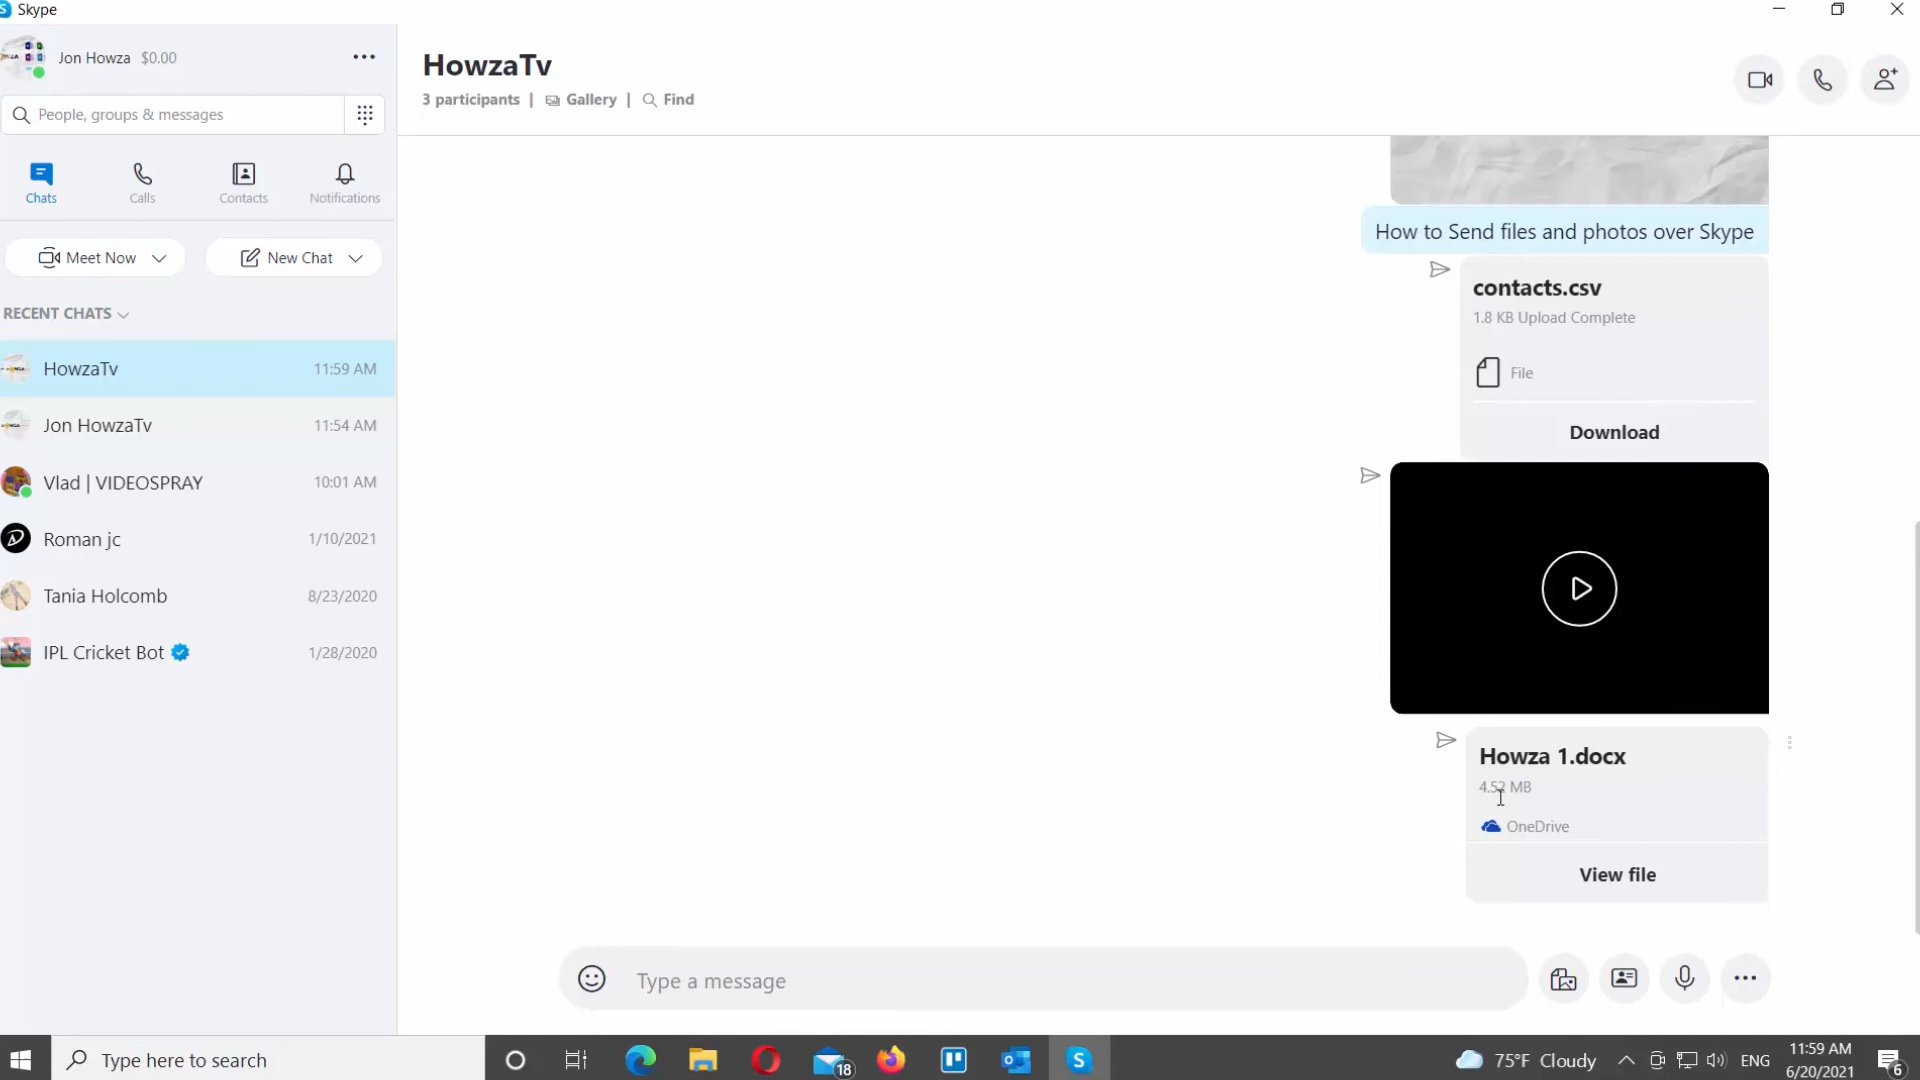 Skype
Jon Howza $0.00
People, groups & messages
Chats
Calls
Contacts
Notifications
Meet Now
New Chat
RECENT CHATS
HowzaTv 11:59 AM
Jon HowzaTv 11:54 AM
Vlad | VIDEOSPRAY 10:01 AM
Roman jc 1/10/2021
Tania Holcomb 8/23/2020
IPL Cricket Bot 1/28/2020
HowzaTv
3 participants | Gallery | Find
How to Send files and photos over Skype
contacts.csv
1.8 KB Upload Complete
File
Download
Howza 1.docx
4.52 MB
OneDrive
View file
Type a message
Type here to search
18
75°F Cloudy
ENG
11:59 AM
6/20/2021
6